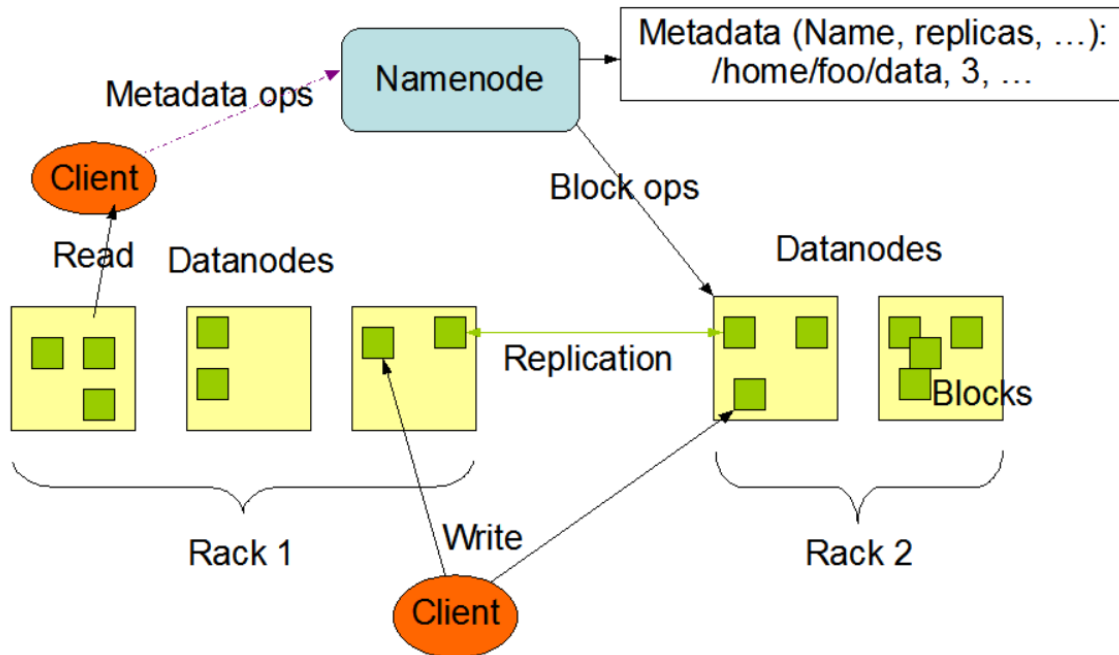 Metadata (Name, replicas, …):
/home/foo/data, 3, …
Namenode
Metadata ops
Client
Block ops
Read
Datanodes
Datanodes
Replication
Blocks
Rack 1
Write
Rack 2
Client